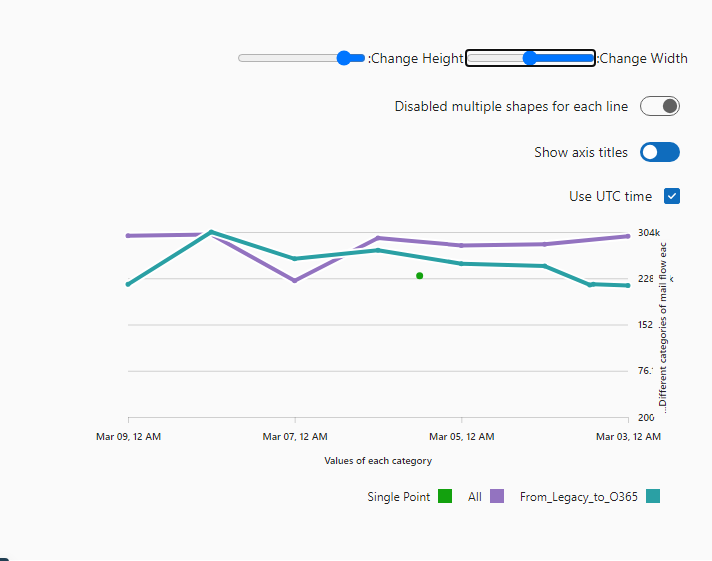 :Change Height :Change Width
Disabled multiple shapes for each line
Show axis titles
Use UTC time
304k
228 k
152
76.
200
...Different categories of mail flow eac
Mar 09, 12 AM Mar 07, 12 AM Mar 05, 12 AM Mar 03, 12 AM
Values of each category
Single Point All From_Legacy_to_O365